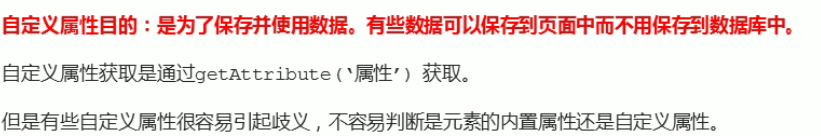 自定义属性目的：是为了保存并使用数据。有些数据可以保存到页面中而不用保存到数据库中。
自定义属性获取是通过getAttribute(‘属性’) 获取。
但是有些自定义属性很容易引起歧义，不容易判断是元素的内置属性还是自定义属性。